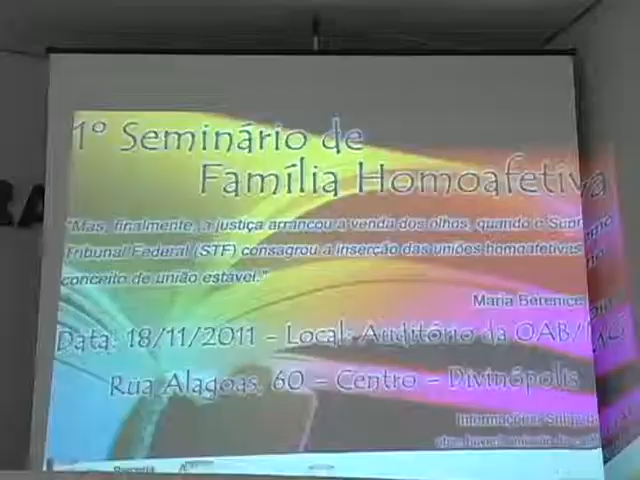 1º Seminário de
Família Homoafetiva
"Mas, finalmente, a justiça arrancou a venda dos olhos, quando o Supremo
Tribunal Federal (STF) consagrou a inserção das uniões homoafetivas no
conceito de união estável."
Maria Berenice
Data: 18/11/2011 - Local: Auditório da OAB/MG
Rua Alagoas, 60 - Centro - Divinópolis
Informações: